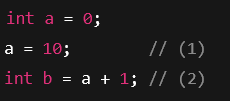 int a = 0;
a = 10;        // (1)
int b = a + 1; // (2)